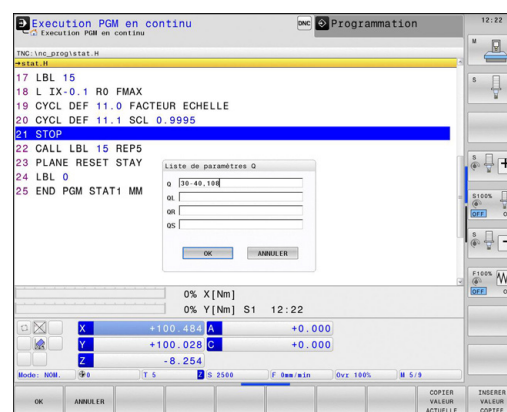 Execution PGM en continu
Execution PGM en continu
DNC
Programmation
12:22
TNC:\nc_prog\stat.H
→stat.H
17 LBL 15
18 L IX-0.1 R0 FMAX
19 CYCL DEF 11.0 FACTEUR ECHELLE
20 CYCL DEF 11.1 SCL 0.9995
21 STOP
22 CALL LBL 15 REP5
23 PLANE RESET STAY
24 LBL 0
25 END PGM STAT1 MM
Liste de paramètres Q
Q 30-40,108
QL
QR
QS
OK ANNULER
M
S
S
S100%
OFF
S
F100%
OFF
0% X[Nm]
0% Y[Nm] S1 12:22
X +100.484 A +0.000
Y +100.028 C +0.000
Z -8.254
Mode: NOM. 0 T 5 Z S 2500 F 0mm/min Ovr 100% M 5/9
OK
ANNULER
COPIER
VALEUR
ACTUELLE
INSERER
VALEUR
COPIEE